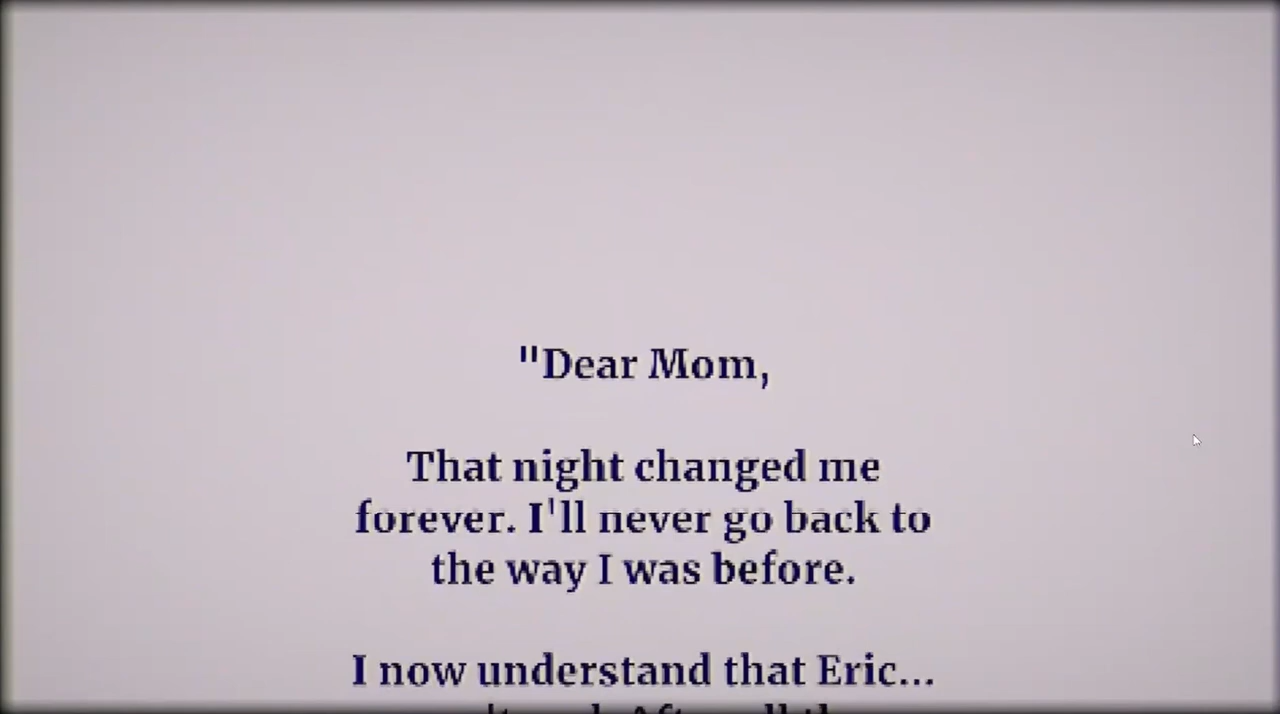 "Dear Mom,
That night changed me
forever. I'll never go back to
the way I was before.
I now understand that Eric...